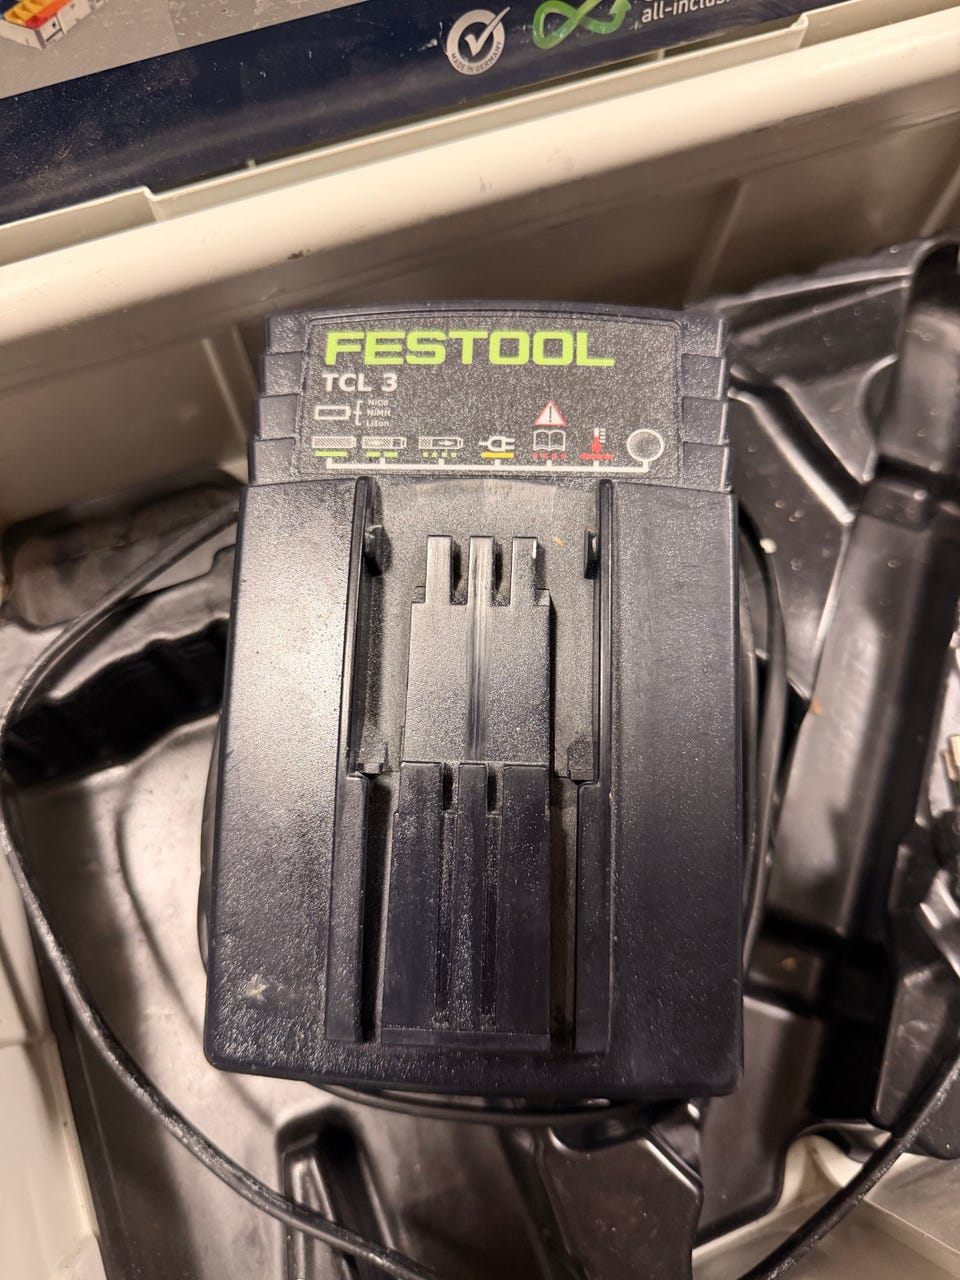 all-inclus
MADE IN GERMANY
FESTOOL
TCL 3
NiCd
NiMH
LiIon